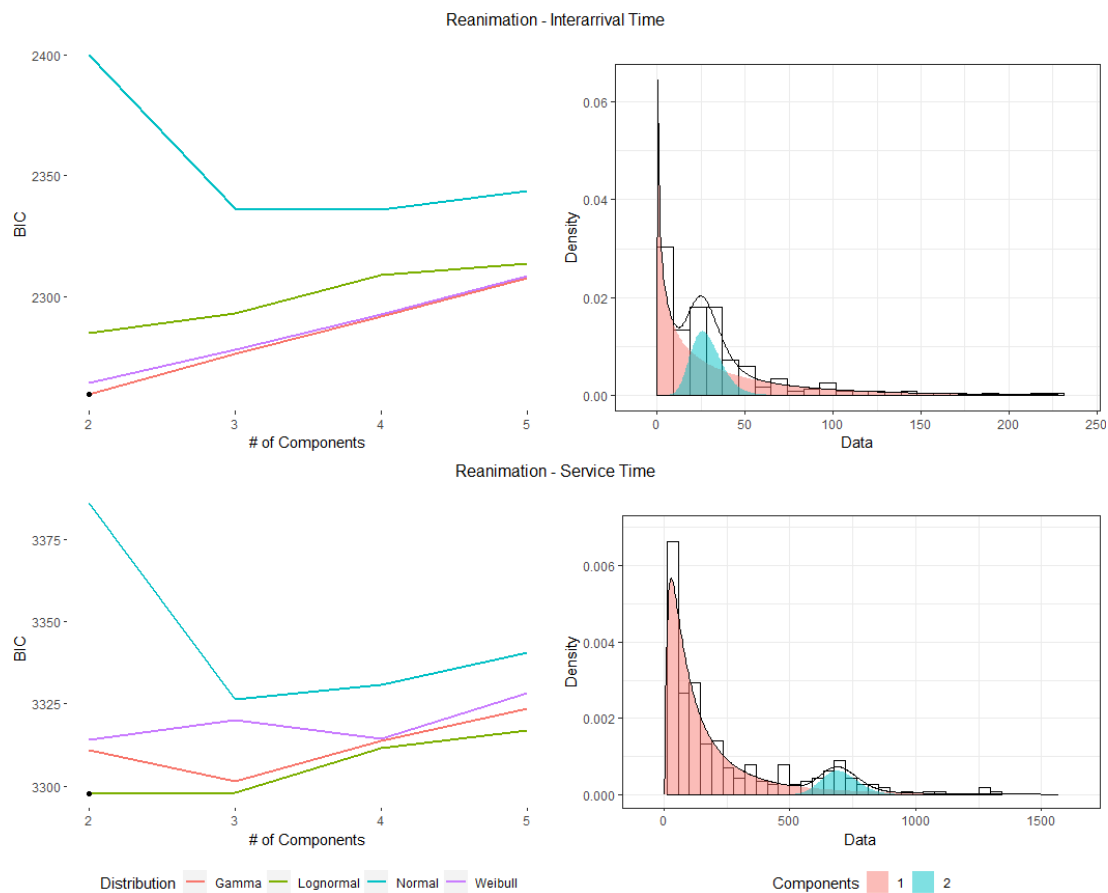 Reanimation - Interarrival Time
2400
2350
2300
BIC
2 3 4 5
# of Components
0.06
0.04
0.02
0.00
Density
0 50 100 150 200 250
Data
Reanimation - Service Time
3375
3350
3325
3300
BIC
2 3 4 5
# of Components
0.006
0.004
0.002
0.000
Density
0 500 1000 1500
Data
Distribution Gamma Lognormal Normal Weibull
Components 1 2